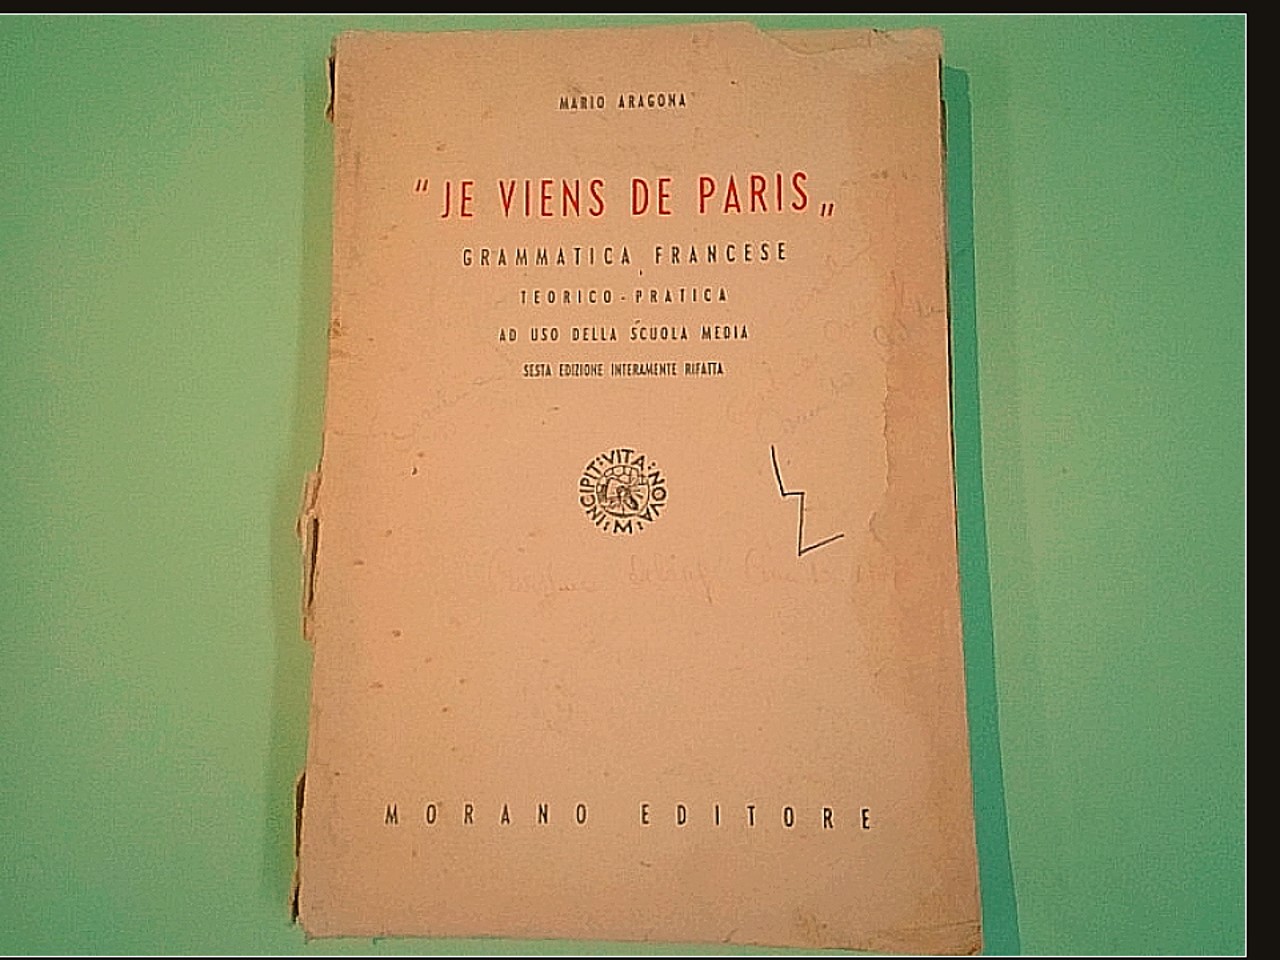 MARIO ARAGONA
"JE VIENS DE PARIS„
GRAMMATICA FRANCESE
TEORICO-PRATICA
AD USO DELLA SCUOLA MEDIA
SESTA EDIZIONE INTERAMENTE RIFATTA
INCIPIT:VITA:NOVA:M:
MORANO EDITORE